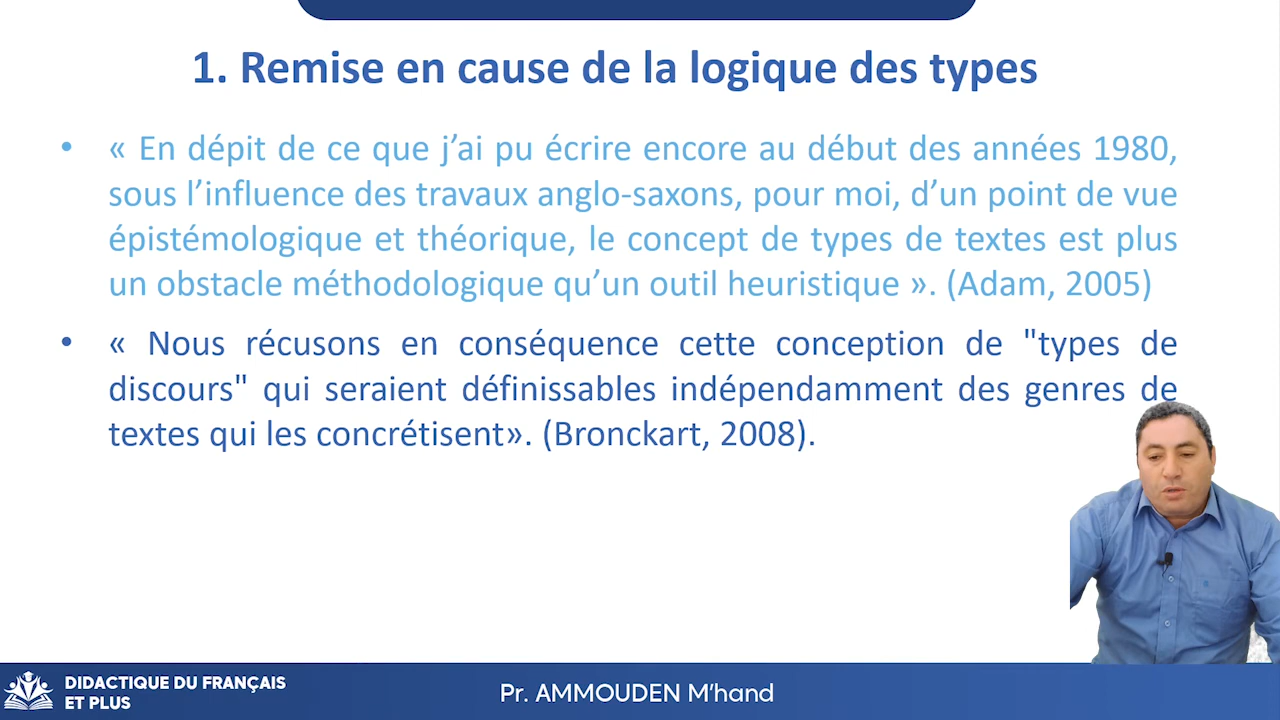 1. Remise en cause de la logique des types
• « En dépit de ce que j’ai pu écrire encore au début des années 1980,
sous l’influence des travaux anglo-saxons, pour moi, d’un point de vue
épistémologique et théorique, le concept de types de textes est plus
un obstacle méthodologique qu’un outil heuristique ». (Adam, 2005)
• « Nous récusons en conséquence cette conception de "types de
discours" qui seraient définissables indépendamment des genres de
textes qui les concrétisent». (Bronckart, 2008).
DIDACTIQUE DU FRANÇAIS
ET PLUS
Pr. AMMOUDEN M’hand